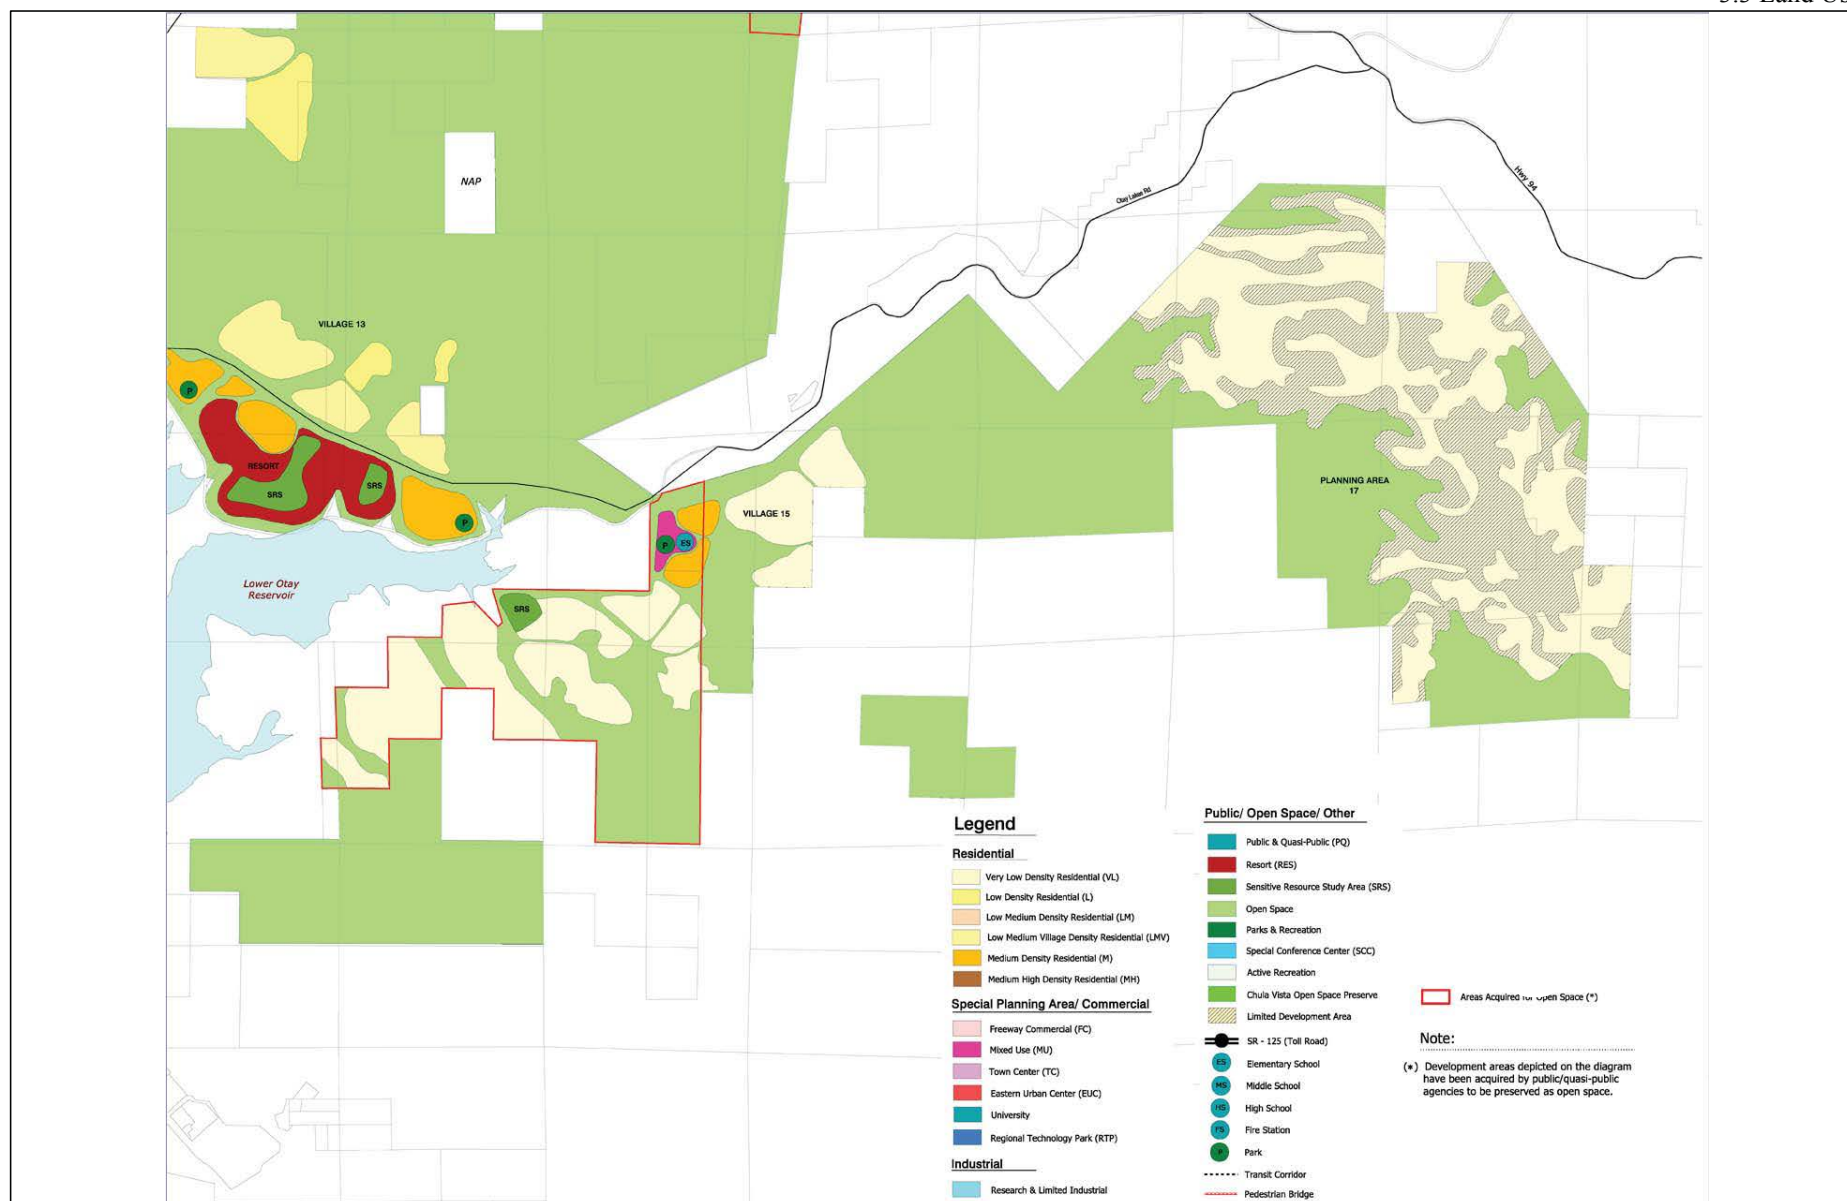 NAP
Hwy 94
Otay Lakes Rd
VILLAGE 13
P
RESORT
SRS
SRS
P
PLANNING AREA
17
VILLAGE 15
P
ES
Lower Otay
Reservoir
SRS
Legend
Residential
Very Low Density Residential (VL)
Low Density Residential (L)
Low Medium Density Residential (LM)
Low Medium Village Density Residential (LMV)
Medium Density Residential (M)
Medium High Density Residential (MH)
Special Planning Area/ Commercial
Freeway Commercial (FC)
Mixed Use (MU)
Town Center (TC)
Eastern Urban Center (EUC)
University
Regional Technology Park (RTP)
Industrial
Research & Limited Industrial
Public/ Open Space/ Other
Public & Quasi-Public (PQ)
Resort (RES)
Sensitive Resource Study Area (SRS)
Open Space
Parks & Recreation
Special Conference Center (SCC)
Active Recreation
Chula Vista Open Space Preserve
Limited Development Area
SR - 125 (Toll Road)
ES Elementary School
MS Middle School
HS High School
FS Fire Station
P Park
Transit Corridor
Pedestrian Bridge
Areas Acquired for Open Space (*)
Note:
(*) Development areas depicted on the diagram
have been acquired by public/quasi-public
agencies to be preserved as open space.